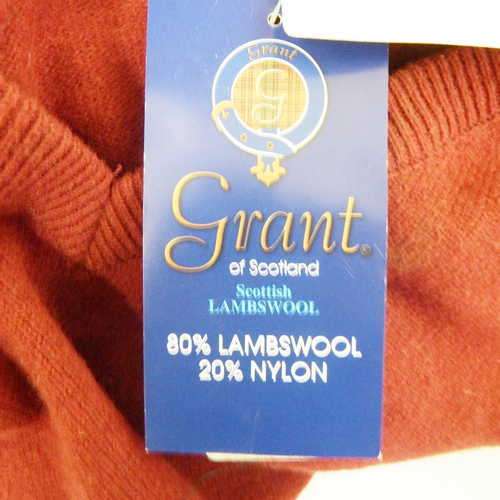 Grant
Grant®
of Scotland
Scottish
LAMBSWOOL
80% LAMBSWOOL
20% NYLON